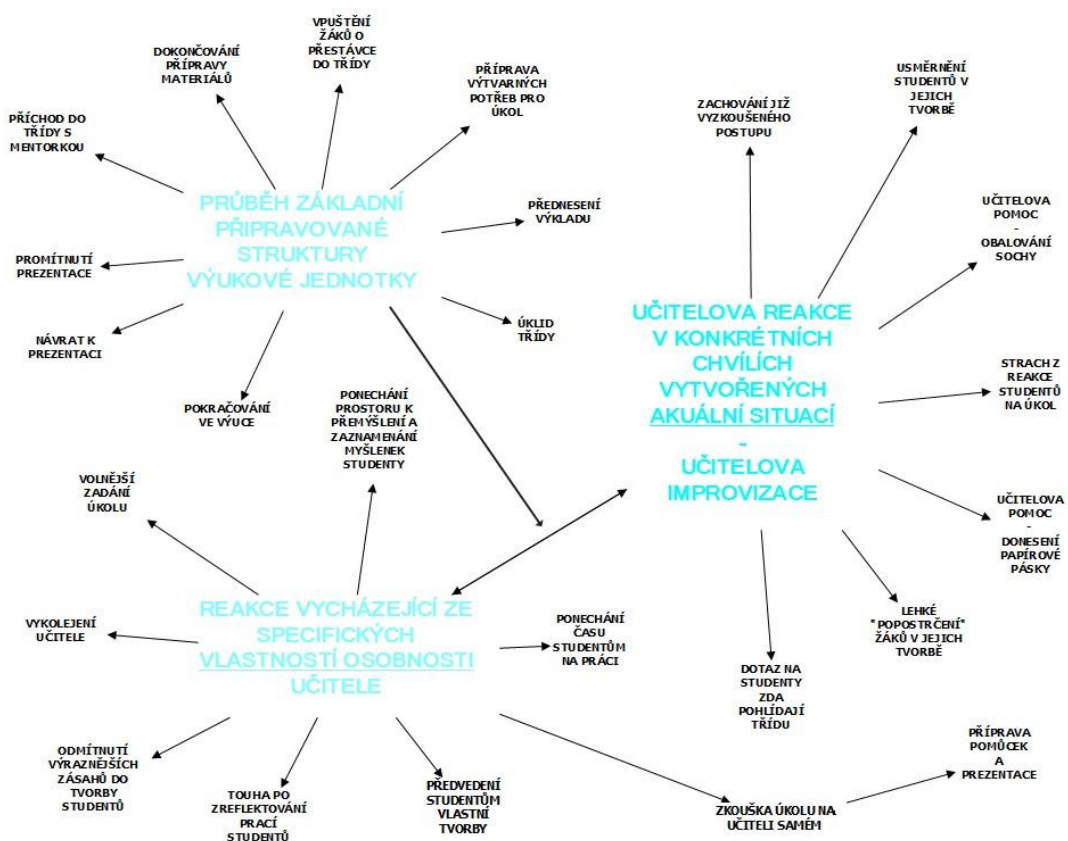 VPUŠTĚNÍ
ŽÁKŮ O
PŘESTÁVCE
DO TŘÍDY
DOKONČOVÁNÍ
PŘÍPRAVY
MATERIÁLŮ
PŘÍPRAVA
VÝTVARNÝCH
POTŘEB PRO
ÚKOL
PŘÍCHOD DO
TŘÍDY S
MENTORKOU
PRŮBĚH ZÁKLADNÍ
PŘIPRAVOVANÉ
STRUKTURY
VÝUKOVÉ JEDNOTKY
PŘEDNESENÍ
VÝKLADU
PROMÍTNUTÍ
PREZENTACE
NÁVRAT K
PREZENTACI
ÚKLID
TŘÍDY
POKRAČOVÁNÍ
VE VÝUCE
USMĚRNĚNÍ
STUDENTŮ V
JEJICH
TVORBĚ
ZACHOVÁNÍ JIŽ
VYZKOUŠENÉHO
POSTUPU
UČITELOVA
POMOC
-
OBALOVÁNÍ
SOCHY
UČITELOVA REAKCE
V KONKRÉTNÍCH
CHVÍLÍCH
VYTVOŘENÝCH
AKUÁLNÍ SITUACÍ
-
UČITELOVA
IMPROVIZACE
STRACH Z
REAKCE
STUDENTŮ
NA ÚKOL
UČITELOVA
POMOC
-
DONESENÍ
PAPÍROVÉ
PÁSKY
LEHKÉ
"POPOSTRČENÍ"
ŽÁKŮ V JEJICH
TVORBĚ
DOTAZ NA
STUDENTY
ZDA
POHLÍDAJÍ
TŘÍDU
PONECHÁNÍ
PROSTORU K
PŘEMÝŠLENÍ A
ZAZNAMENÁNÍ
MYŠLENEK
STUDENTY
VOLNĚJŠÍ
ZADÁNÍ
ÚKOLU
REAKCE VYCHÁZEJÍCÍ ZE
SPECIFICKÝCH
VLASTNOSTÍ OSOBNOSTI
UČITELE
VYKOLEJENÍ
UČITELE
PONECHÁNÍ
ČASU
STUDENTŮM
NA PRÁCI
ODMÍTNUTÍ
VÝRAZNĚJŠÍCH
ZÁSAHŮ DO
TVORBY
STUDENTŮ
TOUHA PO
ZREFLEKTOVÁNÍ
PRACÍ
STUDENTŮ
PŘEDVEDENÍ
STUDENTŮM
VLASTNÍ
TVORBY
ZKOUŠKA ÚKOLU NA
UČITELI SAMÉM
PŘÍPRAVA
POMŮCEK
A
PREZENTACE